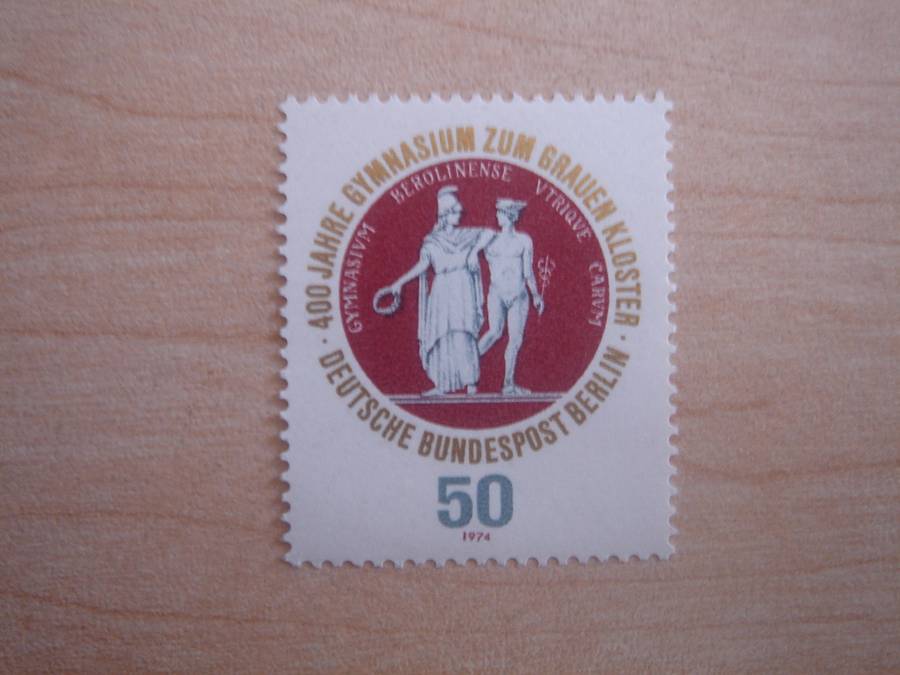 · 400 JAHRE GYMNASIUM ZUM GRAUEN KLOSTER ·
GYMNASIVM BEROLINENSE VTRIQVE CARVM
DEUTSCHE BUNDESPOST BERLIN
50
1974